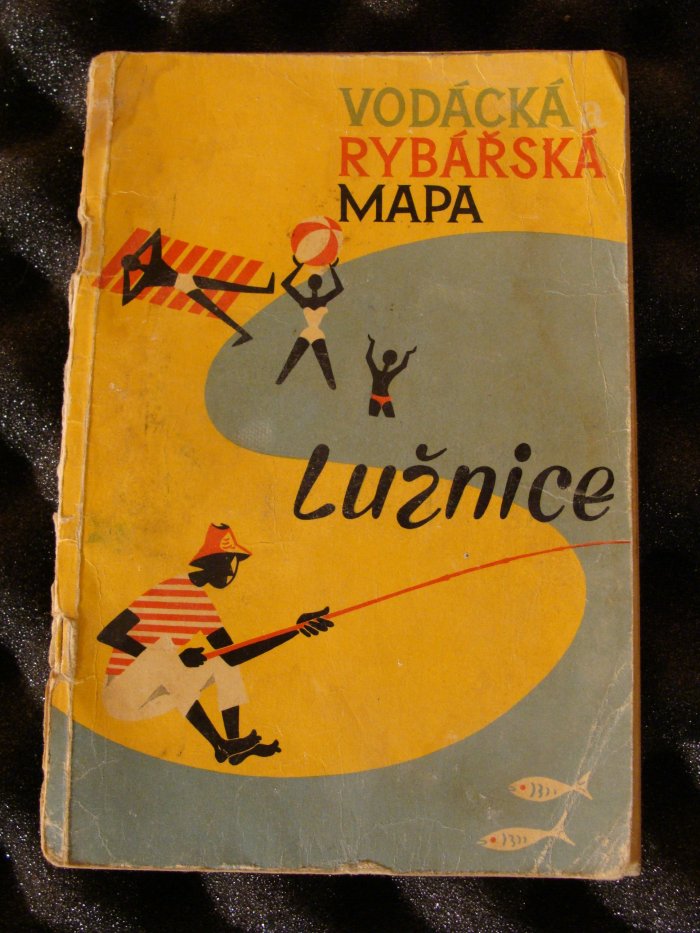 VODÁCKÁ a
RYBÁŘSKÁ
MAPA
Lužnice